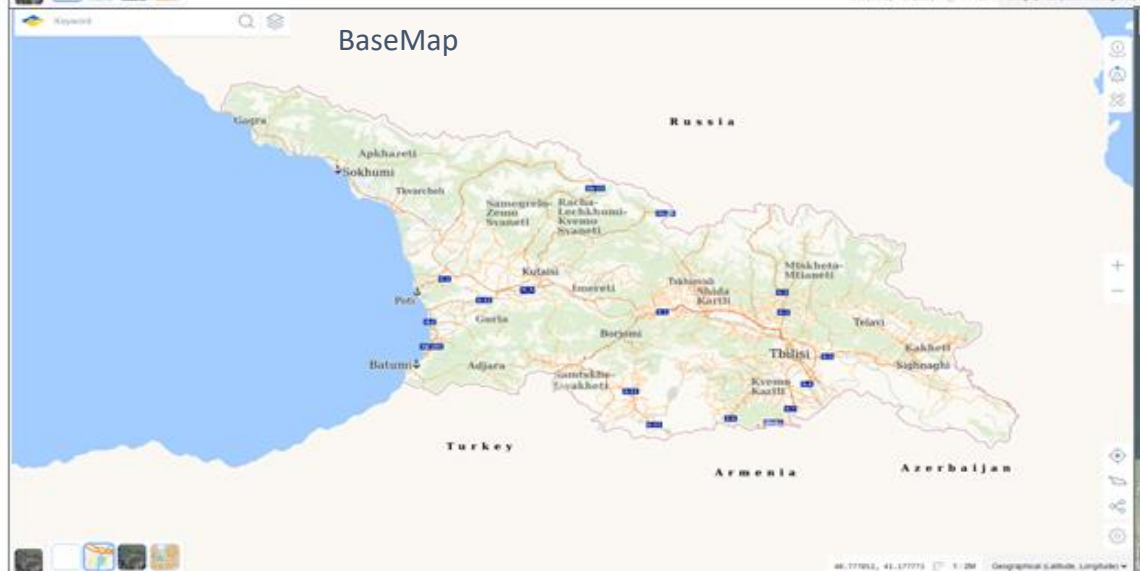 Keyword
BaseMap
Russia
Gagra
Apkhazeti
Sokhumi
Tkvarcheli
Samegrelo-
Zemo
Svaneti
Racha-
Lechkhumi-
Kvemo
Svaneti
Mtskheta-
Mtianeti
Kutaisi
Imereti
Tskhinvali
Shida
Kartli
Poti
Guria
Borjomi
Telavi
Tbilisi
Kakheti
Sighnaghi
Batumi
Adjara
Samtskhe-
Javakheti
Kvemo
Kartli
Turkey
Armenia
Azerbaijan
1 : 2M
Geographical (Latitude, Longitude)